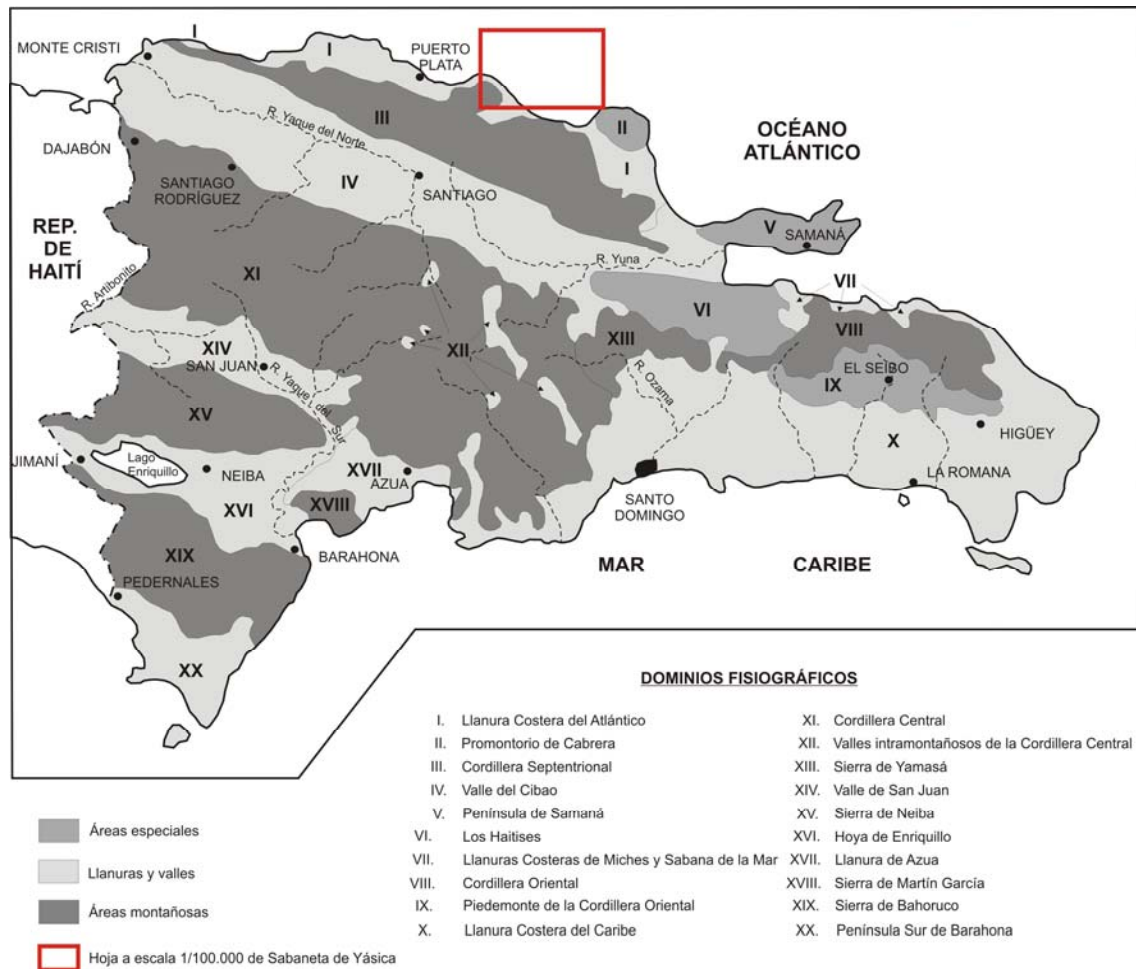 I
I
MONTE CRISTI
PUERTO
PLATA
III
R. Yaque del Norte
II
OCÉANO
ATLÁNTICO
DAJABÓN
SANTIAGO
RODRÍGUEZ
IV
SANTIAGO
I
REP.
DE
HAITÍ
V
SAMANÁ
R. Yuna
XI
VII
R. Artibonito
VI
VIII
XIV
XII
XIII
SAN JUAN
R. Yaque del Sur
R. Ozama
IX
EL SEÍBO
XV
X
HIGÜEY
JIMANÍ
Lago
Enriquillo
NEIBA
XVII
AZUA
LA ROMANA
XVI
XVIII
SANTO
DOMINGO
XIX
BARAHONA
MAR
CARIBE
PEDERNALES
XX
DOMINIOS FISIOGRÁFICOS
I. Llanura Costera del Atlántico
II. Promontorio de Cabrera
III. Cordillera Septentrional
IV. Valle del Cibao
V. Península de Samaná
VI. Los Haitises
VII. Llanuras Costeras de Miches y Sabana de la Mar
VIII. Cordillera Oriental
IX. Piedemonte de la Cordillera Oriental
X. Llanura Costera del Caribe
XI. Cordillera Central
XII. Valles intramontañosos de la Cordillera Central
XIII. Sierra de Yamasá
XIV. Valle de San Juan
XV. Sierra de Neiba
XVI. Hoya de Enriquillo
XVII. Llanura de Azua
XVIII. Sierra de Martín García
XIX. Sierra de Bahoruco
XX. Península Sur de Barahona
Áreas especiales
Llanuras y valles
Áreas montañosas
Hoja a escala 1/100.000 de Sabaneta de Yásica